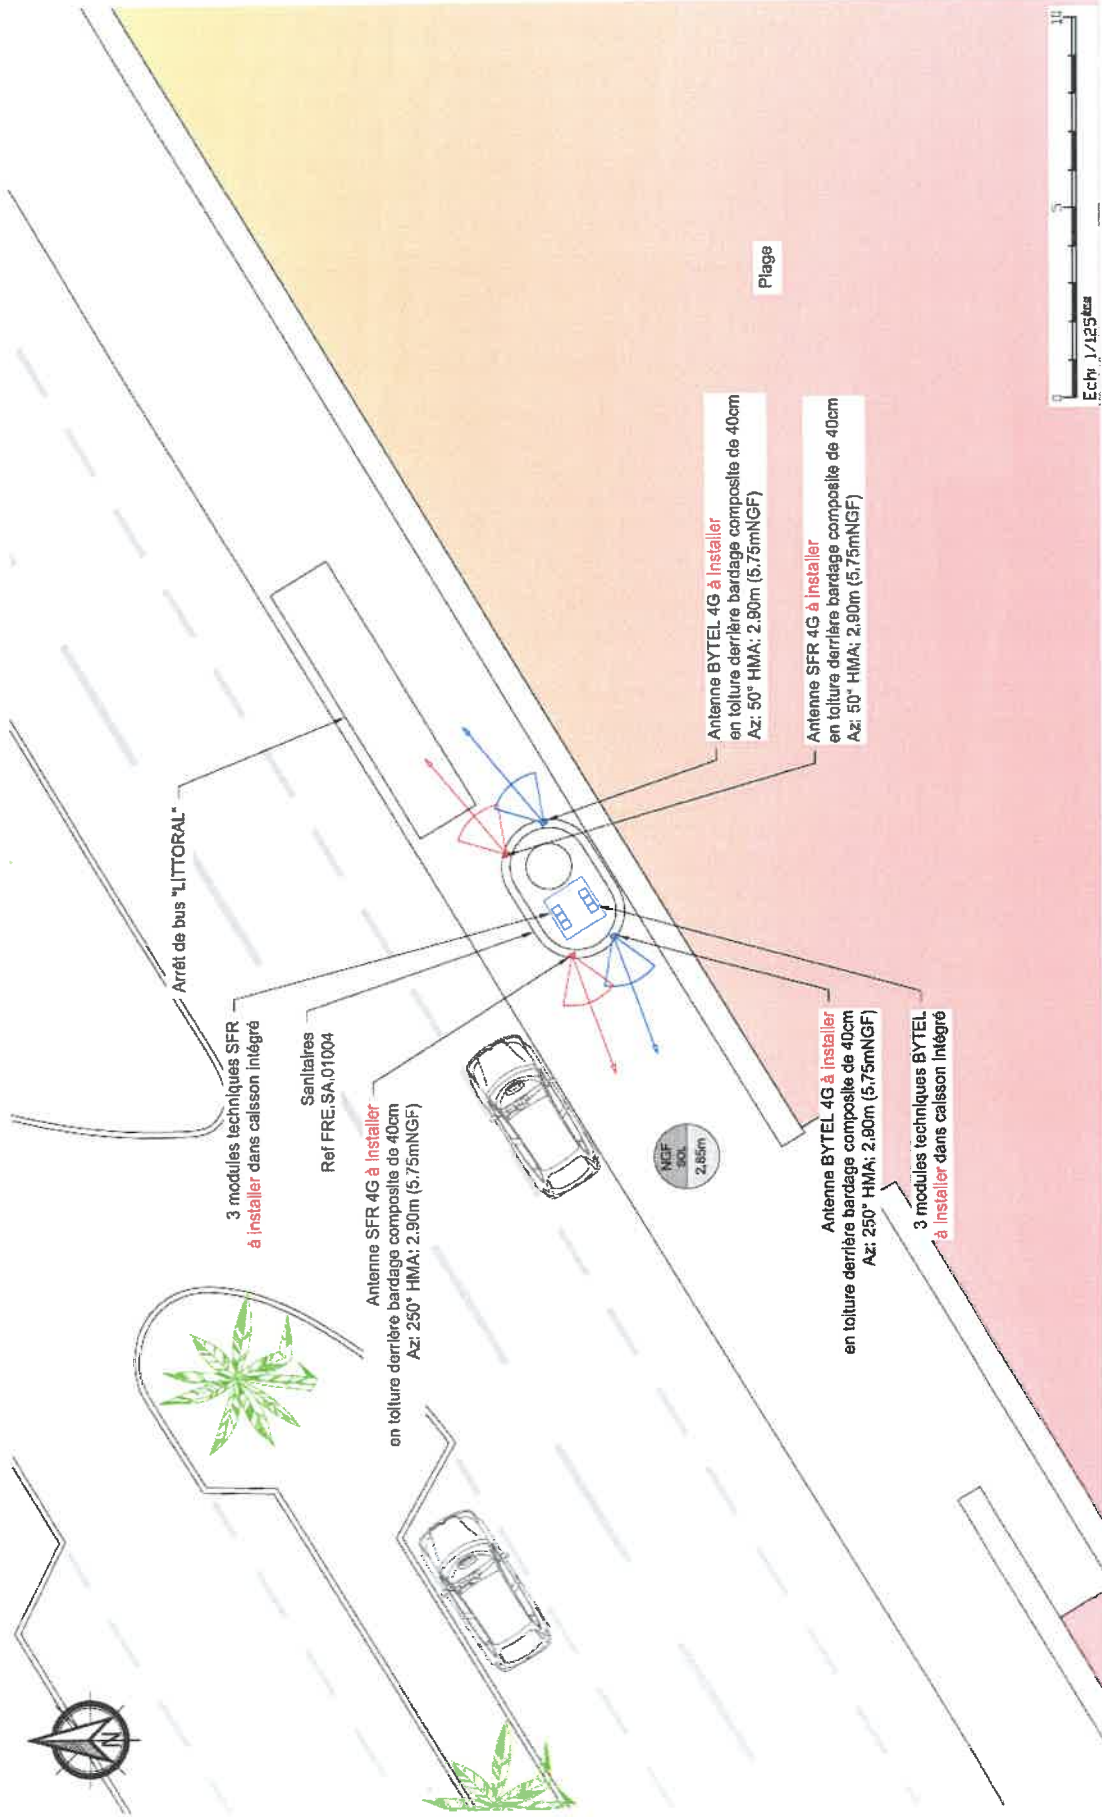 Arrêt de bus "LITTORAL"
3 modules techniques SFR
à installer dans caisson intégré
Sanitaires
Ref FRE.SA.01004
Antenne SFR 4G à installer
en toiture derrière bardage composite de 40cm
Az: 250° HMA: 2.90m (5.75mNGF)
NGF
SOL
2,85m
Antenne BYTEL 4G à installer
en toiture derrière bardage composite de 40cm
Az: 50° HMA: 2.90m (5.75mNGF)
Antenne SFR 4G à installer
en toiture derrière bardage composite de 40cm
Az: 50° HMA: 2.90m (5.75mNGF)
Antenne BYTEL 4G à installer
en toiture derrière bardage composite de 40cm
Az: 250° HMA: 2.90m (5.75mNGF)
3 modules techniques BYTEL
à installer dans caisson intégré
Plage
N
0 5 10
Ech: 1/125ème